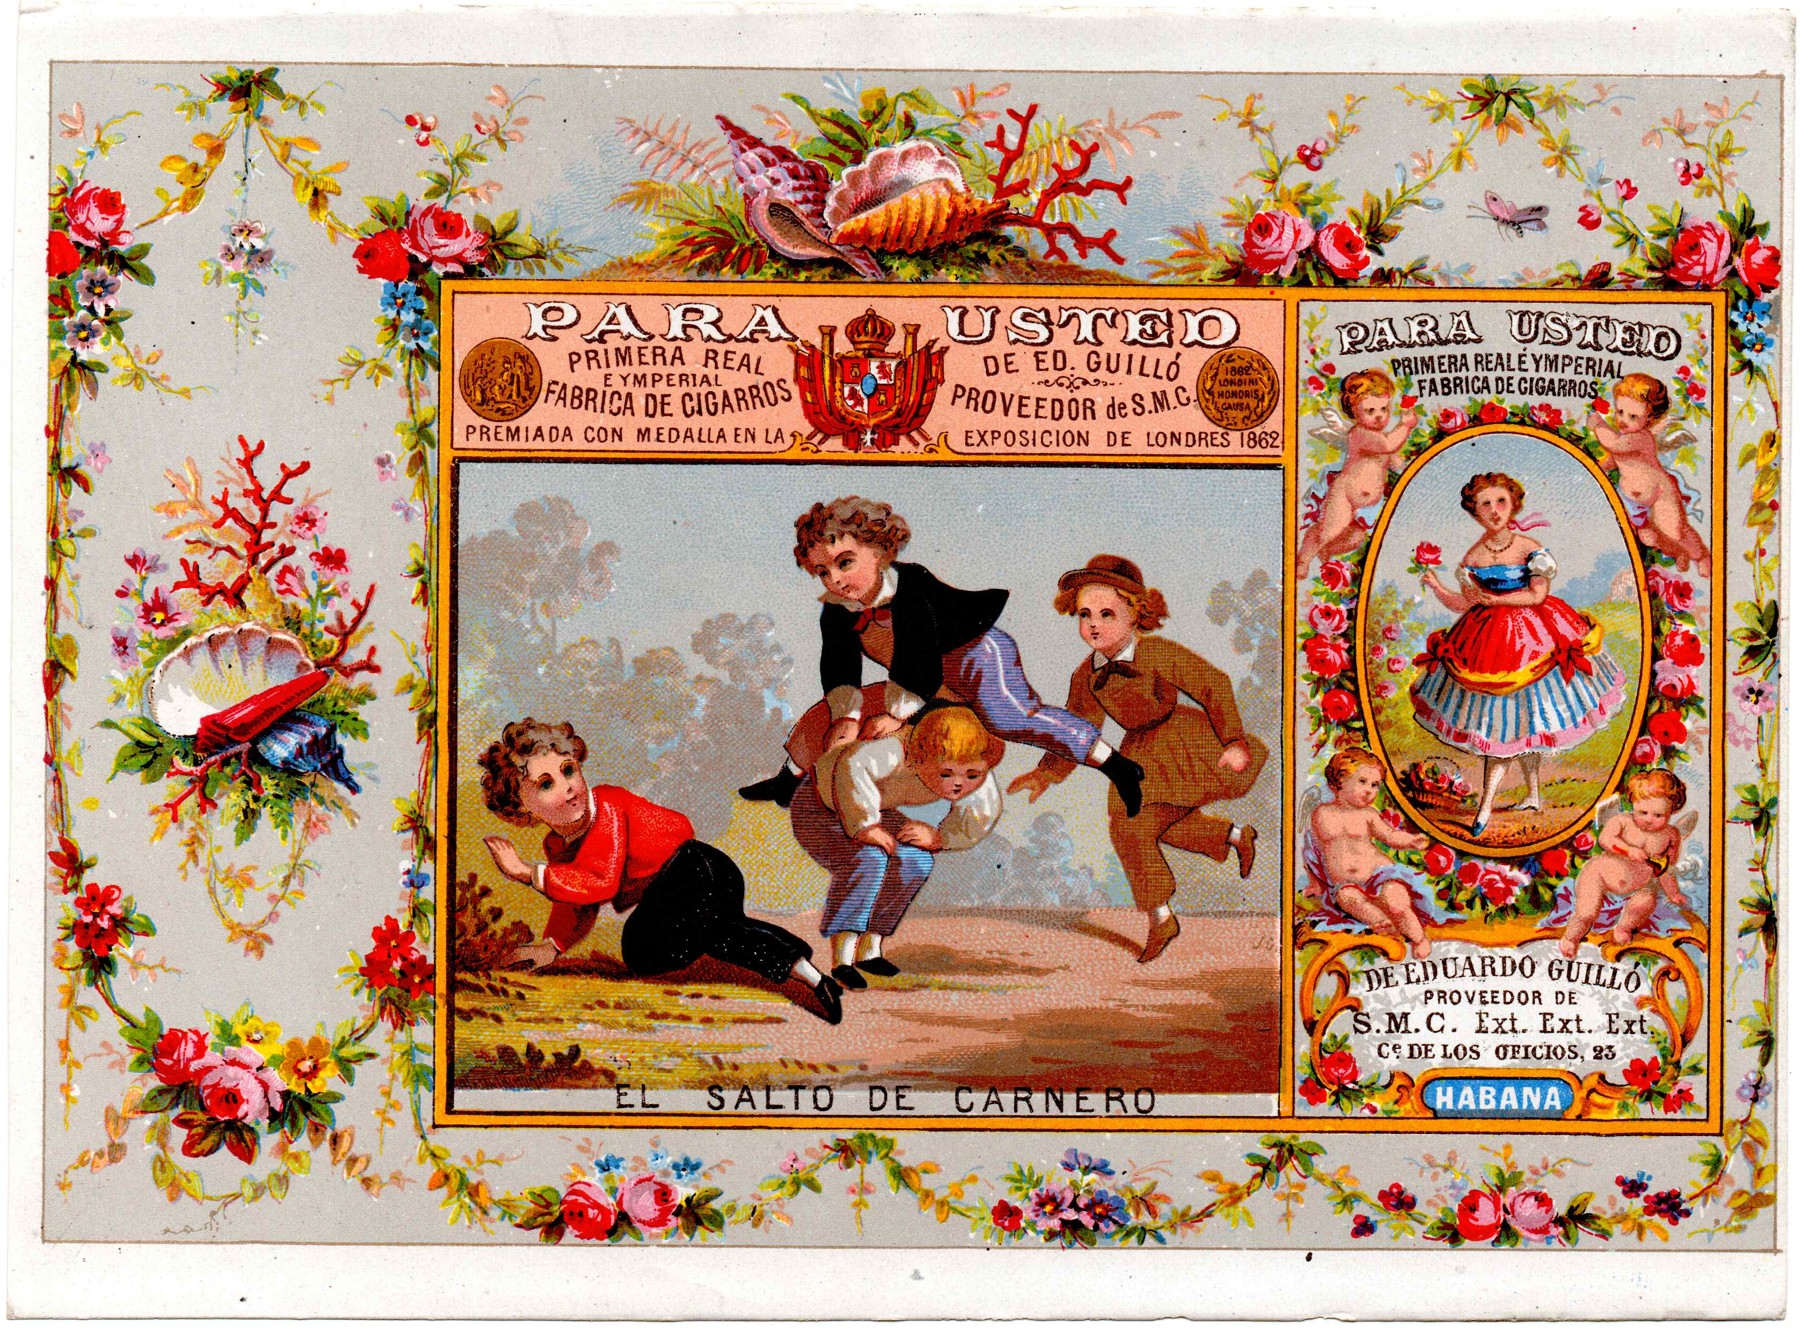 PARA USTED
PRIMERA REAL
E YMPERIAL
FABRICA DE CIGARROS
PREMIADA CON MEDALLA EN LA
DE ED. GUILLÓ
PROVEEDOR de S.M.C.
EXPOSICION DE LONDRES 1862
1862
LONDINI
HONORIS
CAUSA
EL SALTO DE CARNERO
PARA USTED
PRIMERA REAL É YMPERIAL
FABRICA DE CIGARROS
DE EDUARDO GUILLÓ
PROVEEDOR DE
S.M.C. Ext. Ext. Ext.
Ce DE LOS OFICIOS, 23
HABANA